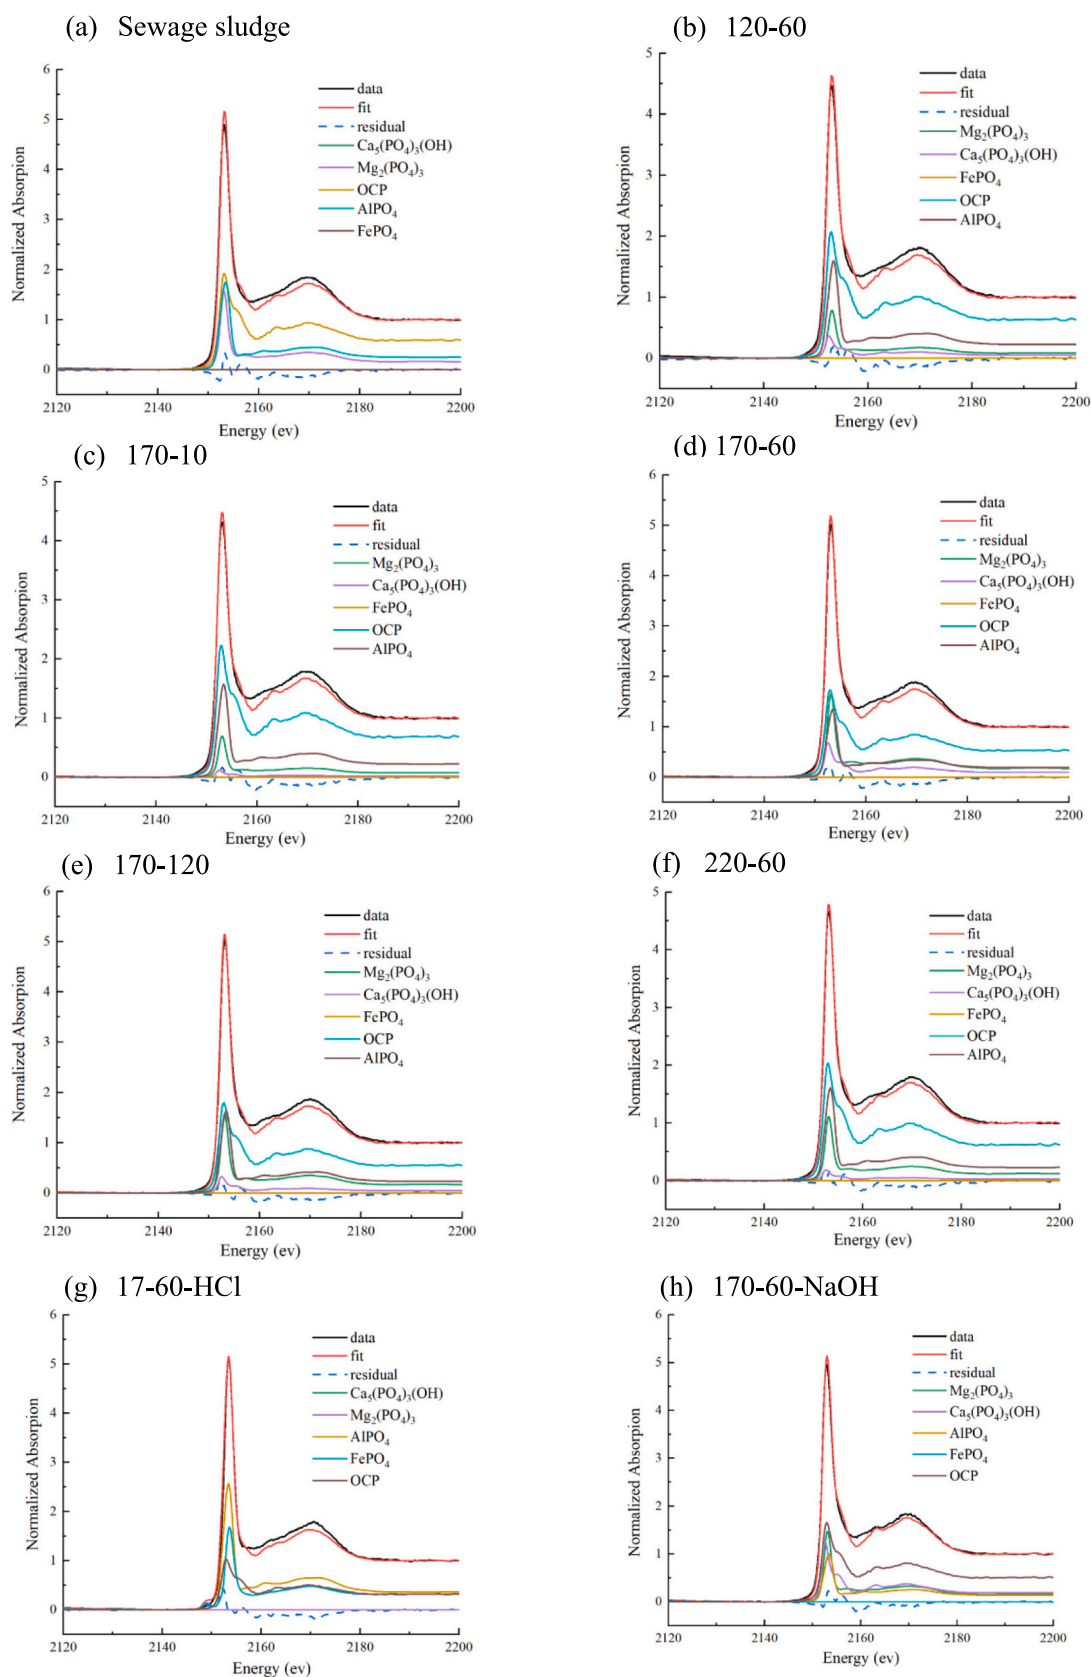 (a) Sewage sludge
6
5
4
3
2
1
0
Normalized Absorption
data
fit
residual
Ca₅(PO₄)₃(OH)
Mg₂(PO₄)₃
OCP
AlPO₄
FePO₄
2120 2140 2160 2180 2200
Energy (ev)
(b) 120-60
5
4
3
2
1
0
Normalized Absorpion
data
fit
residual
Mg₂(PO₄)₃
Ca₅(PO₄)₃(OH)
FePO₄
OCP
AlPO₄
2120 2140 2160 2180 2200
Energy (ev)
(c) 170-10
5
4
3
2
1
0
Normalized Absorpion
data
fit
residual
Mg₂(PO₄)₃
Ca₅(PO₄)₃(OH)
FePO₄
OCP
AlPO₄
2120 2140 2160 2180 2200
Energy (ev)
(d) 170-60
6
5
4
3
2
1
0
Normalized Absorpion
data
fit
residual
Mg₂(PO₄)₃
Ca₅(PO₄)₃(OH)
FePO₄
OCP
AlPO₄
2120 2140 2160 2180 2200
Energy (ev)
(e) 170-120
6
5
4
3
2
1
0
Normalized Absorpion
data
fit
residual
Mg₂(PO₄)₃
Ca₅(PO₄)₃(OH)
FePO₄
OCP
AlPO₄
2120 2140 2160 2180 2200
Energy (ev)
(f) 220-60
5
4
3
2
1
0
Normalized Absorpion
data
fit
residual
Mg₂(PO₄)₃
Ca₅(PO₄)₃(OH)
FePO₄
OCP
AlPO₄
2120 2140 2160 2180 2200
Energy (ev)
(g) 17-60-HCl
6
5
4
3
2
1
0
Normalized Absorpion
data
fit
residual
Ca₅(PO₄)₃(OH)
Mg₂(PO₄)₃
AlPO₄
FePO₄
OCP
2120 2140 2160 2180 2200
Energy (ev)
(h) 170-60-NaOH
6
5
4
3
2
1
0
Normalized Absorpion
data
fit
residual
Mg₂(PO₄)₃
Ca₅(PO₄)₃(OH)
AlPO₄
FePO₄
OCP
2120 2140 2160 2180 2200
Energy (ev)